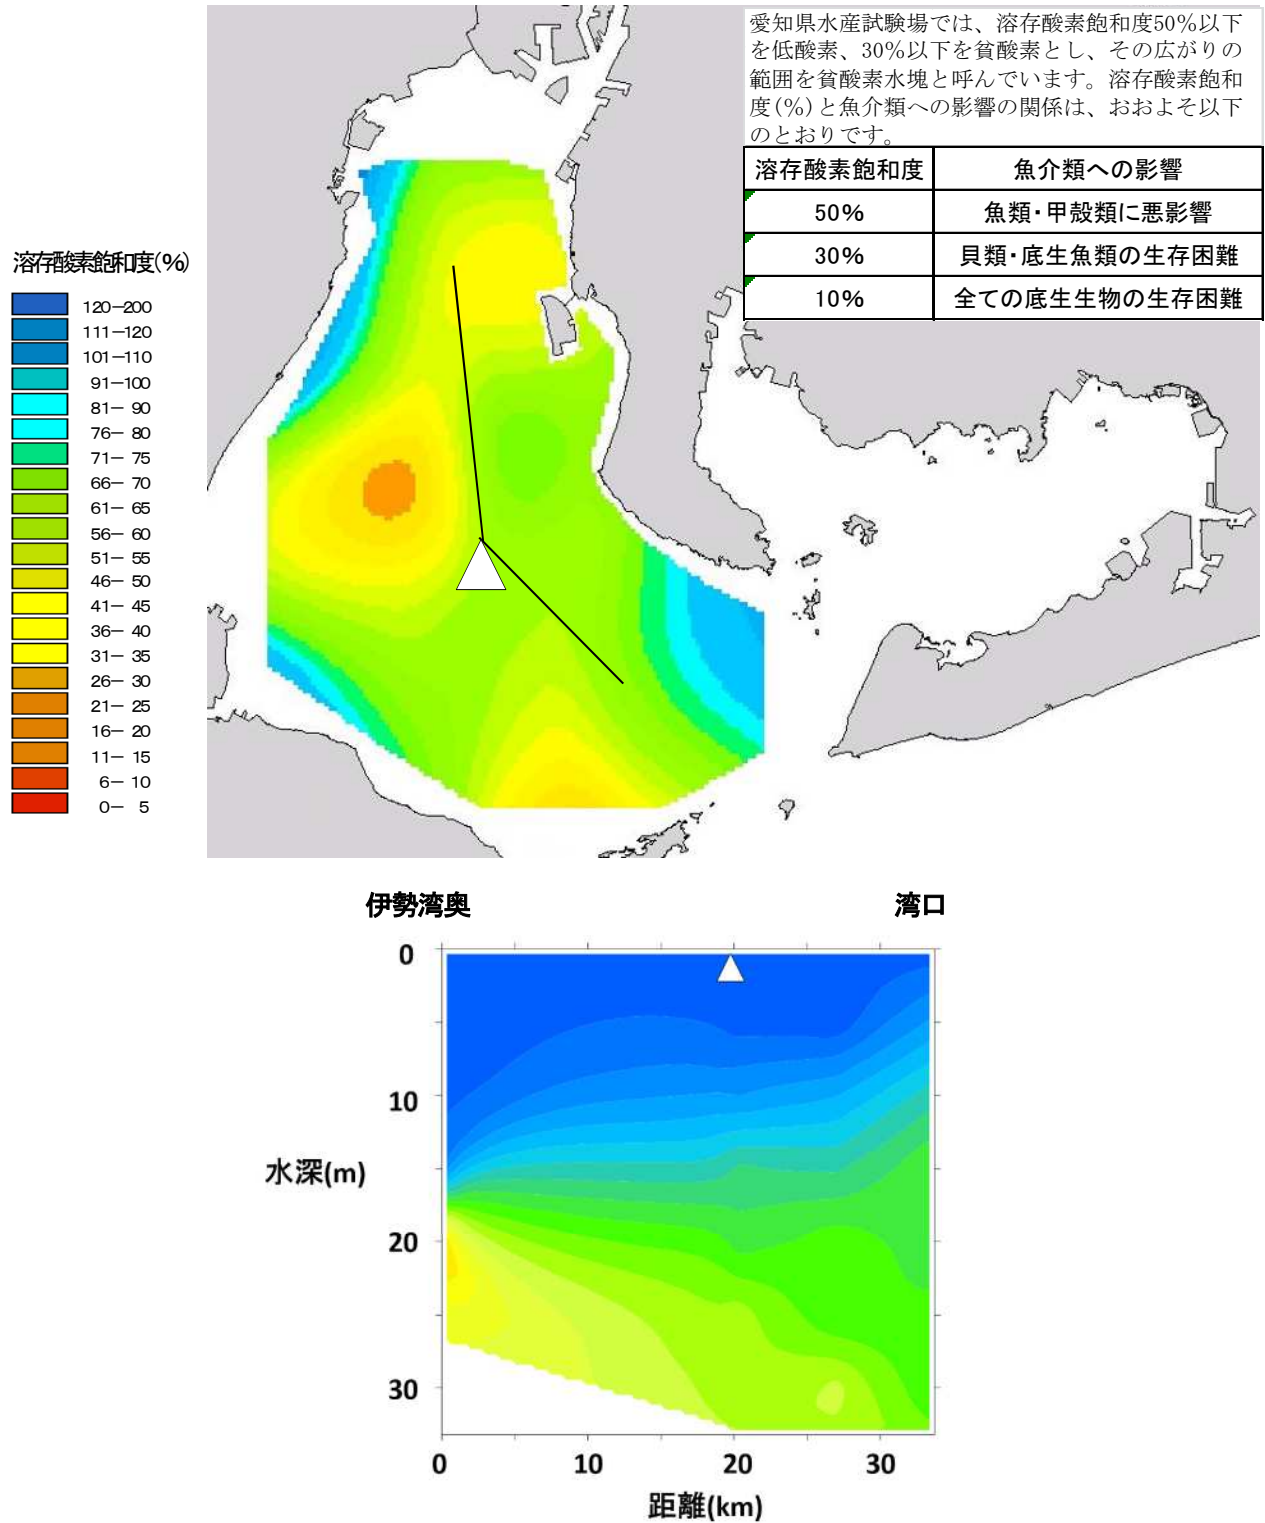 愛知県水産試験場では、溶存酸素飽和度50%以下
を低酸素、30%以下を貧酸素とし、その広がりの
範囲を貧酸素水塊と呼んでいます。溶存酸素飽和
度(%)と魚介類への影響の関係は、おおよそ以下
のとおりです。
溶存酸素飽和度 魚介類への影響
50% 魚類・甲殻類に悪影響
30% 貝類・底生魚類の生存困難
10% 全ての底生生物の生存困難
溶存酸素飽和度(%)
120-200
111-120
101-110
91-100
81- 90
76- 80
71- 75
66- 70
61- 65
56- 60
51- 55
46- 50
41- 45
36- 40
31- 35
26- 30
21- 25
16- 20
11- 15
6- 10
0- 5
伊勢湾奥 湾口
0
10
水深(m)
20
30
0 10 20 30
距離(km)